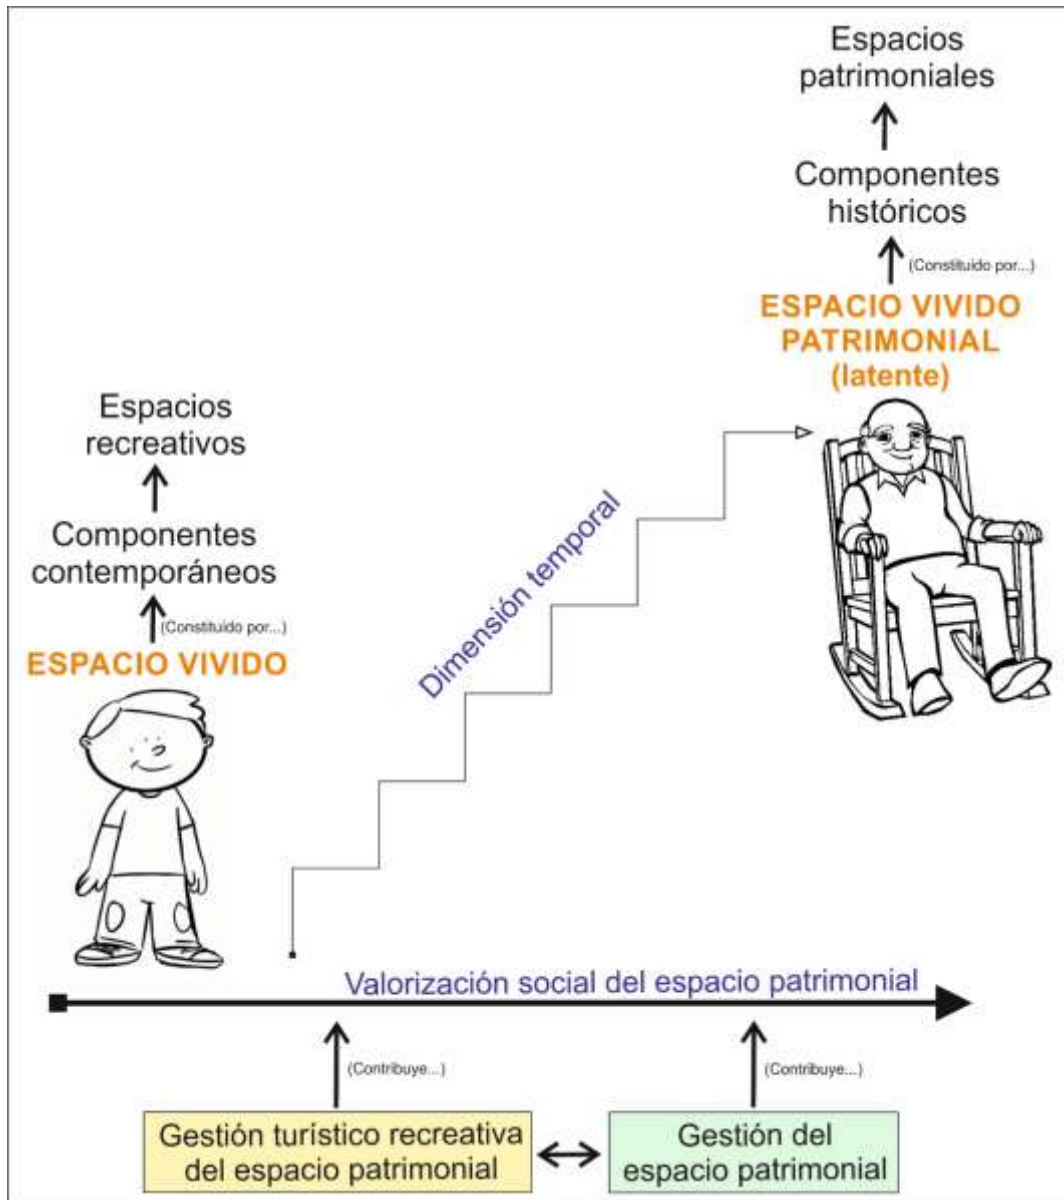 Espacios
patrimoniales
Componentes
históricos
(Constituido por...)
ESPACIO VIVIDO
PATRIMONIAL
(latente)
Espacios
recreativos
Componentes
contemporáneos
(Constituido por...)
ESPACIO VIVIDO
Dimensión temporal
Valorización social del espacio patrimonial
(Contribuye...)
(Contribuye...)
Gestión turístico recreativa
del espacio patrimonial
Gestión del
espacio patrimonial